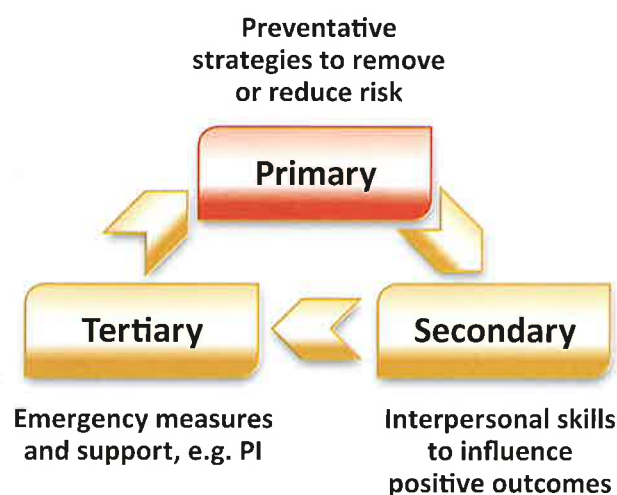 Preventative
strategies to remove
or reduce risk
Primary
Tertiary
Secondary
Emergency measures
and support, e.g. PI
Interpersonal skills
to influence
positive outcomes